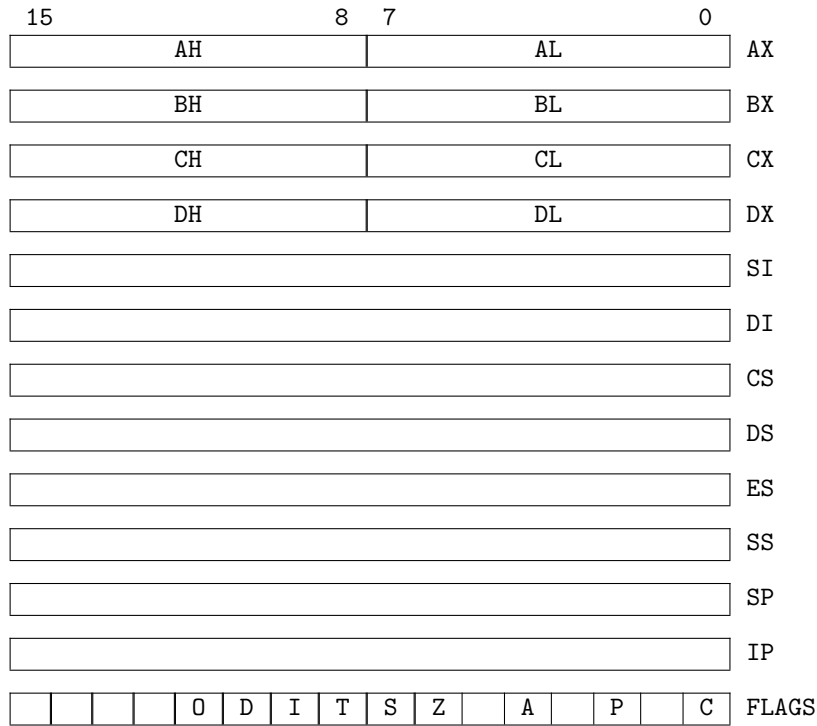 15 8 7 0
AH AL AX
BH BL BX
CH CL CX
DH DL DX
SI
DI
CS
DS
ES
SS
SP
IP
O D I T S Z A P C FLAGS